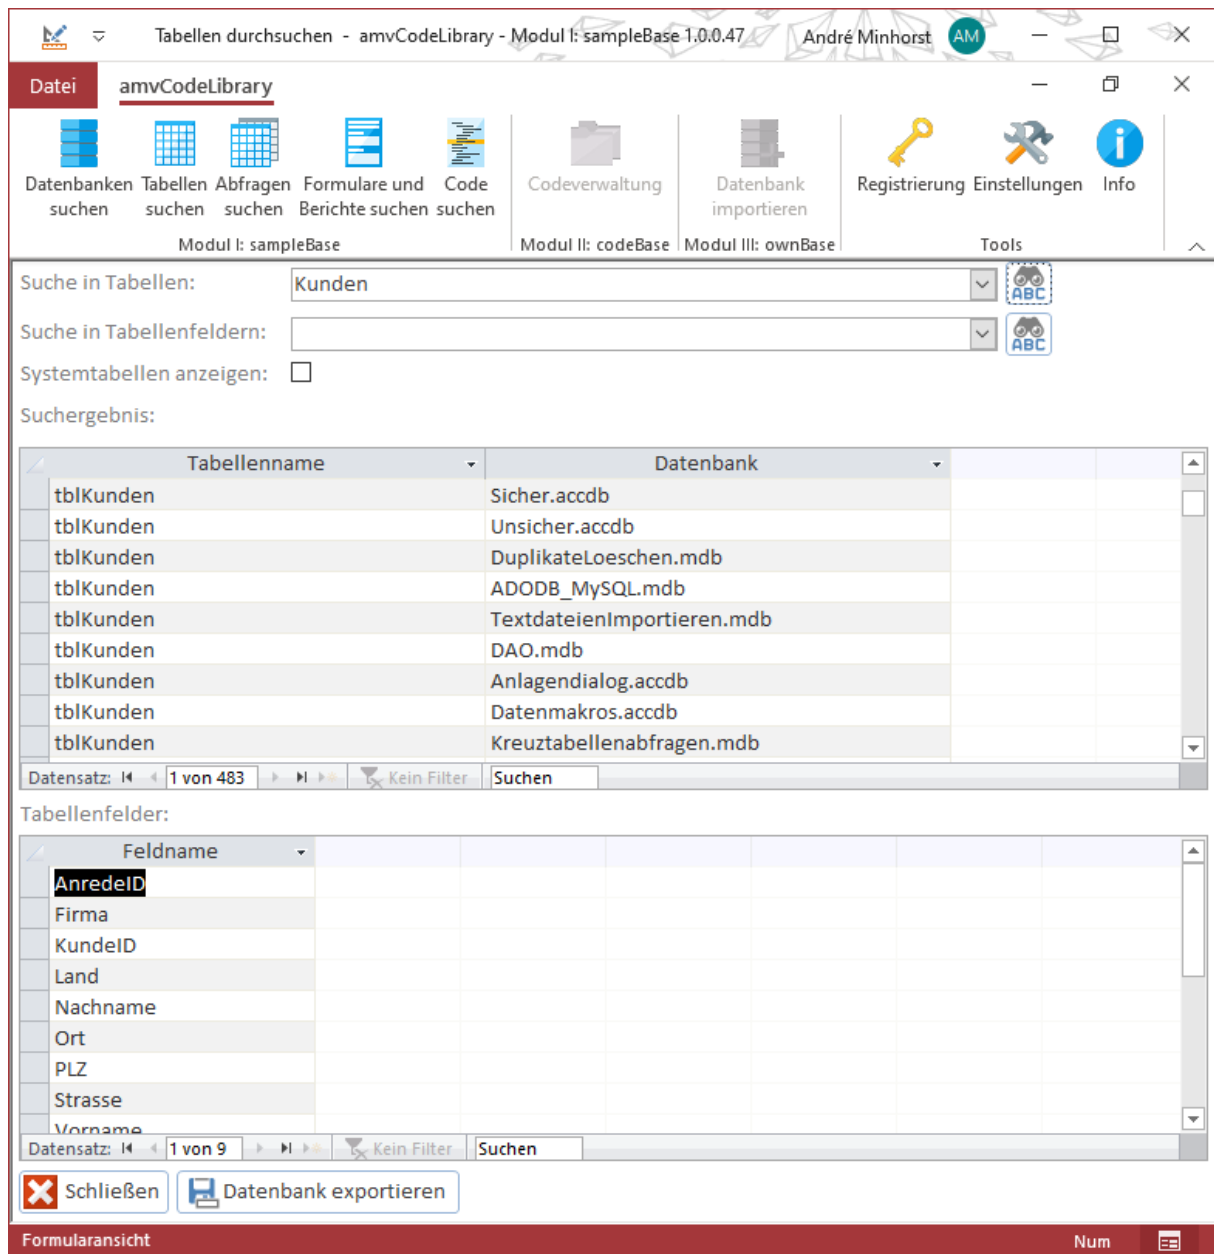 Tabellen durchsuchen - amvCodeLibrary - Modul I: sampleBase 1.0.0.47 André Minhorst AM
Datei amvCodeLibrary
Datenbanken suchen
Tabellen suchen
Abfragen suchen
Formulare und Berichte suchen
Code suchen
Codeverwaltung
Datenbank importieren
Registrierung
Einstellungen
Info
Modul I: sampleBase Modul II: codeBase Modul III: ownBase Tools
Suche in Tabellen: Kunden ABC
Suche in Tabellenfeldern: ABC
Systemtabellen anzeigen:
Suchergebnis:
Tabellenname Datenbank
tblKunden Sicher.accdb
tblKunden Unsicher.accdb
tblKunden DuplikateLoeschen.mdb
tblKunden ADODB_MySQL.mdb
tblKunden TextdateienImportieren.mdb
tblKunden DAO.mdb
tblKunden Anlagendialog.accdb
tblKunden Datenmakros.accdb
tblKunden Kreuztabellenabfragen.mdb
Datensatz: 1 von 483 Kein Filter Suchen
Tabellenfelder:
Feldname
AnredeID
Firma
KundeID
Land
Nachname
Ort
PLZ
Strasse
Vorname
Datensatz: 1 von 9 Kein Filter Suchen
Schließen Datenbank exportieren
Formularansicht Num